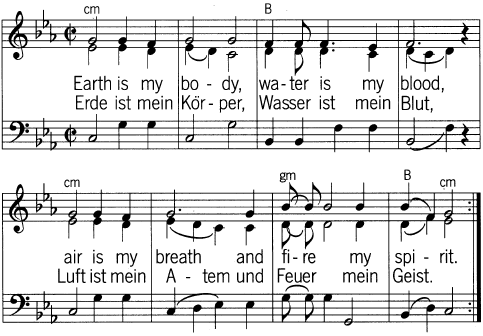 cm B
Earth is my bo - dy, wa - ter is my blood,
Erde ist mein Kör - per, Wasser ist mein Blut,
cm gm B cm
air is my breath and fi - re my spi - rit.
Luft ist mein A - tem und Feuer mein Geist.